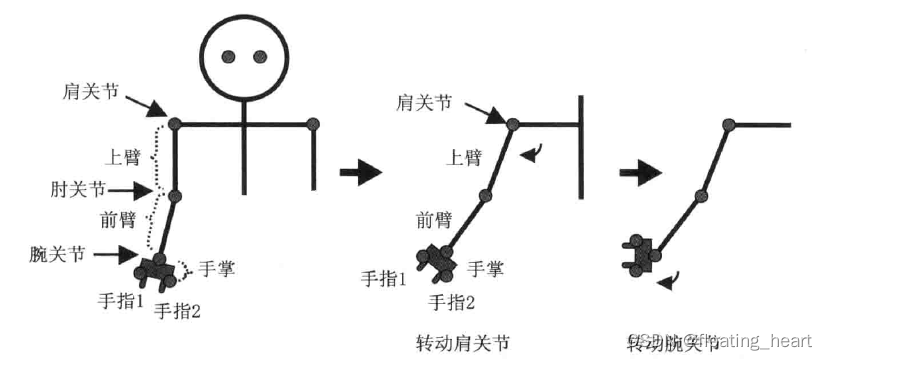 肩关节
上臂
肘关节
前臂
腕关节
手掌
手指1
手指2
肩关节
上臂
前臂
手掌
手指1
手指2
转动肩关节
转动腕关节
CSDN @floating_heart